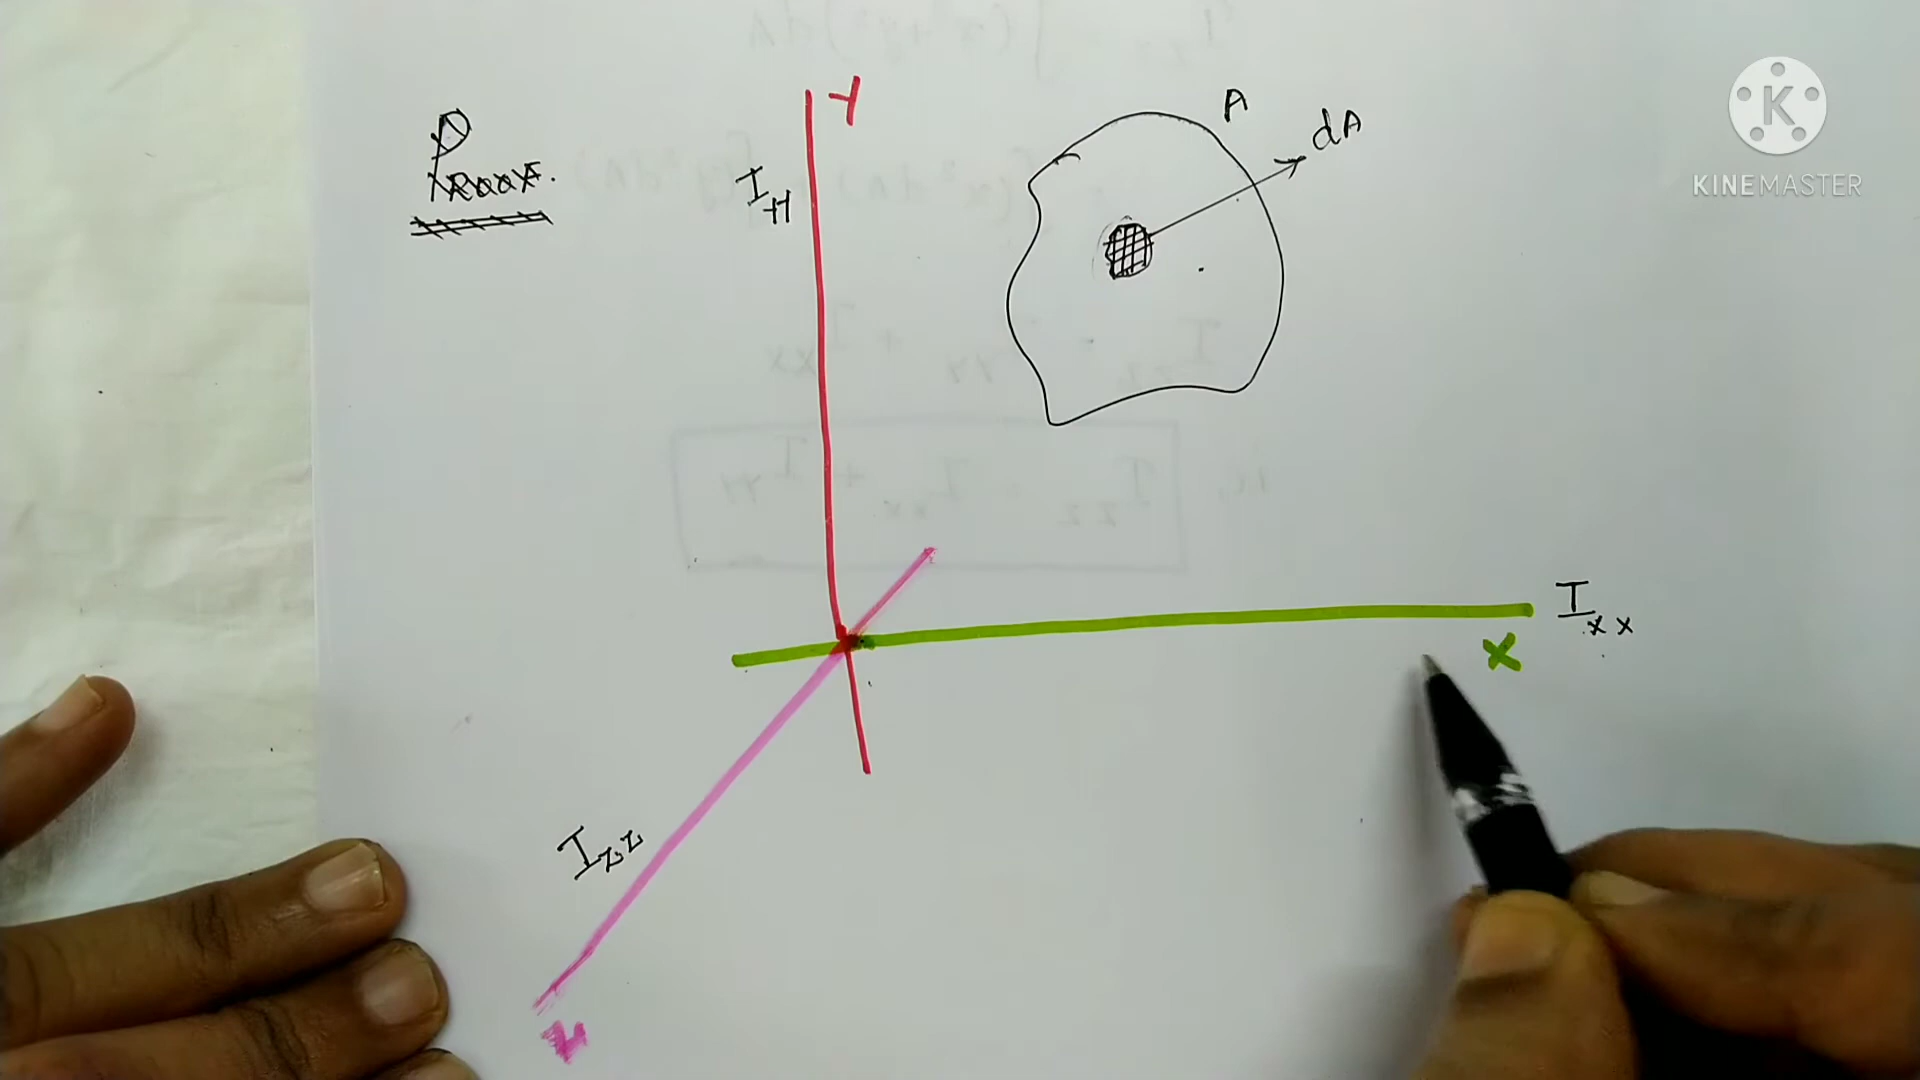 Proof.
Y
I_YY
A
dA
K
KINEMASTER
I_xx
X
I_zz
Z